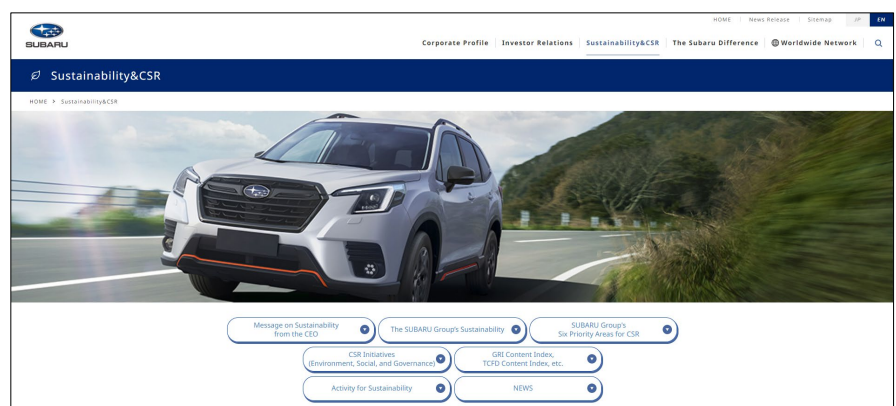 HOME News Release Sitemap JP EN
SUBARU
Corporate Profile Investor Relations Sustainability&CSR The Subaru Difference Worldwide Network
Sustainability&CSR
HOME > Sustainability&CSR
Message on Sustainability
from the CEO
The SUBARU Group's Sustainability
SUBARU Group's
Six Priority Areas for CSR
CSR Initiatives
(Environment, Social, and Governance)
GRI Content Index,
TCFD Content Index, etc.
Activity for Sustainability
NEWS